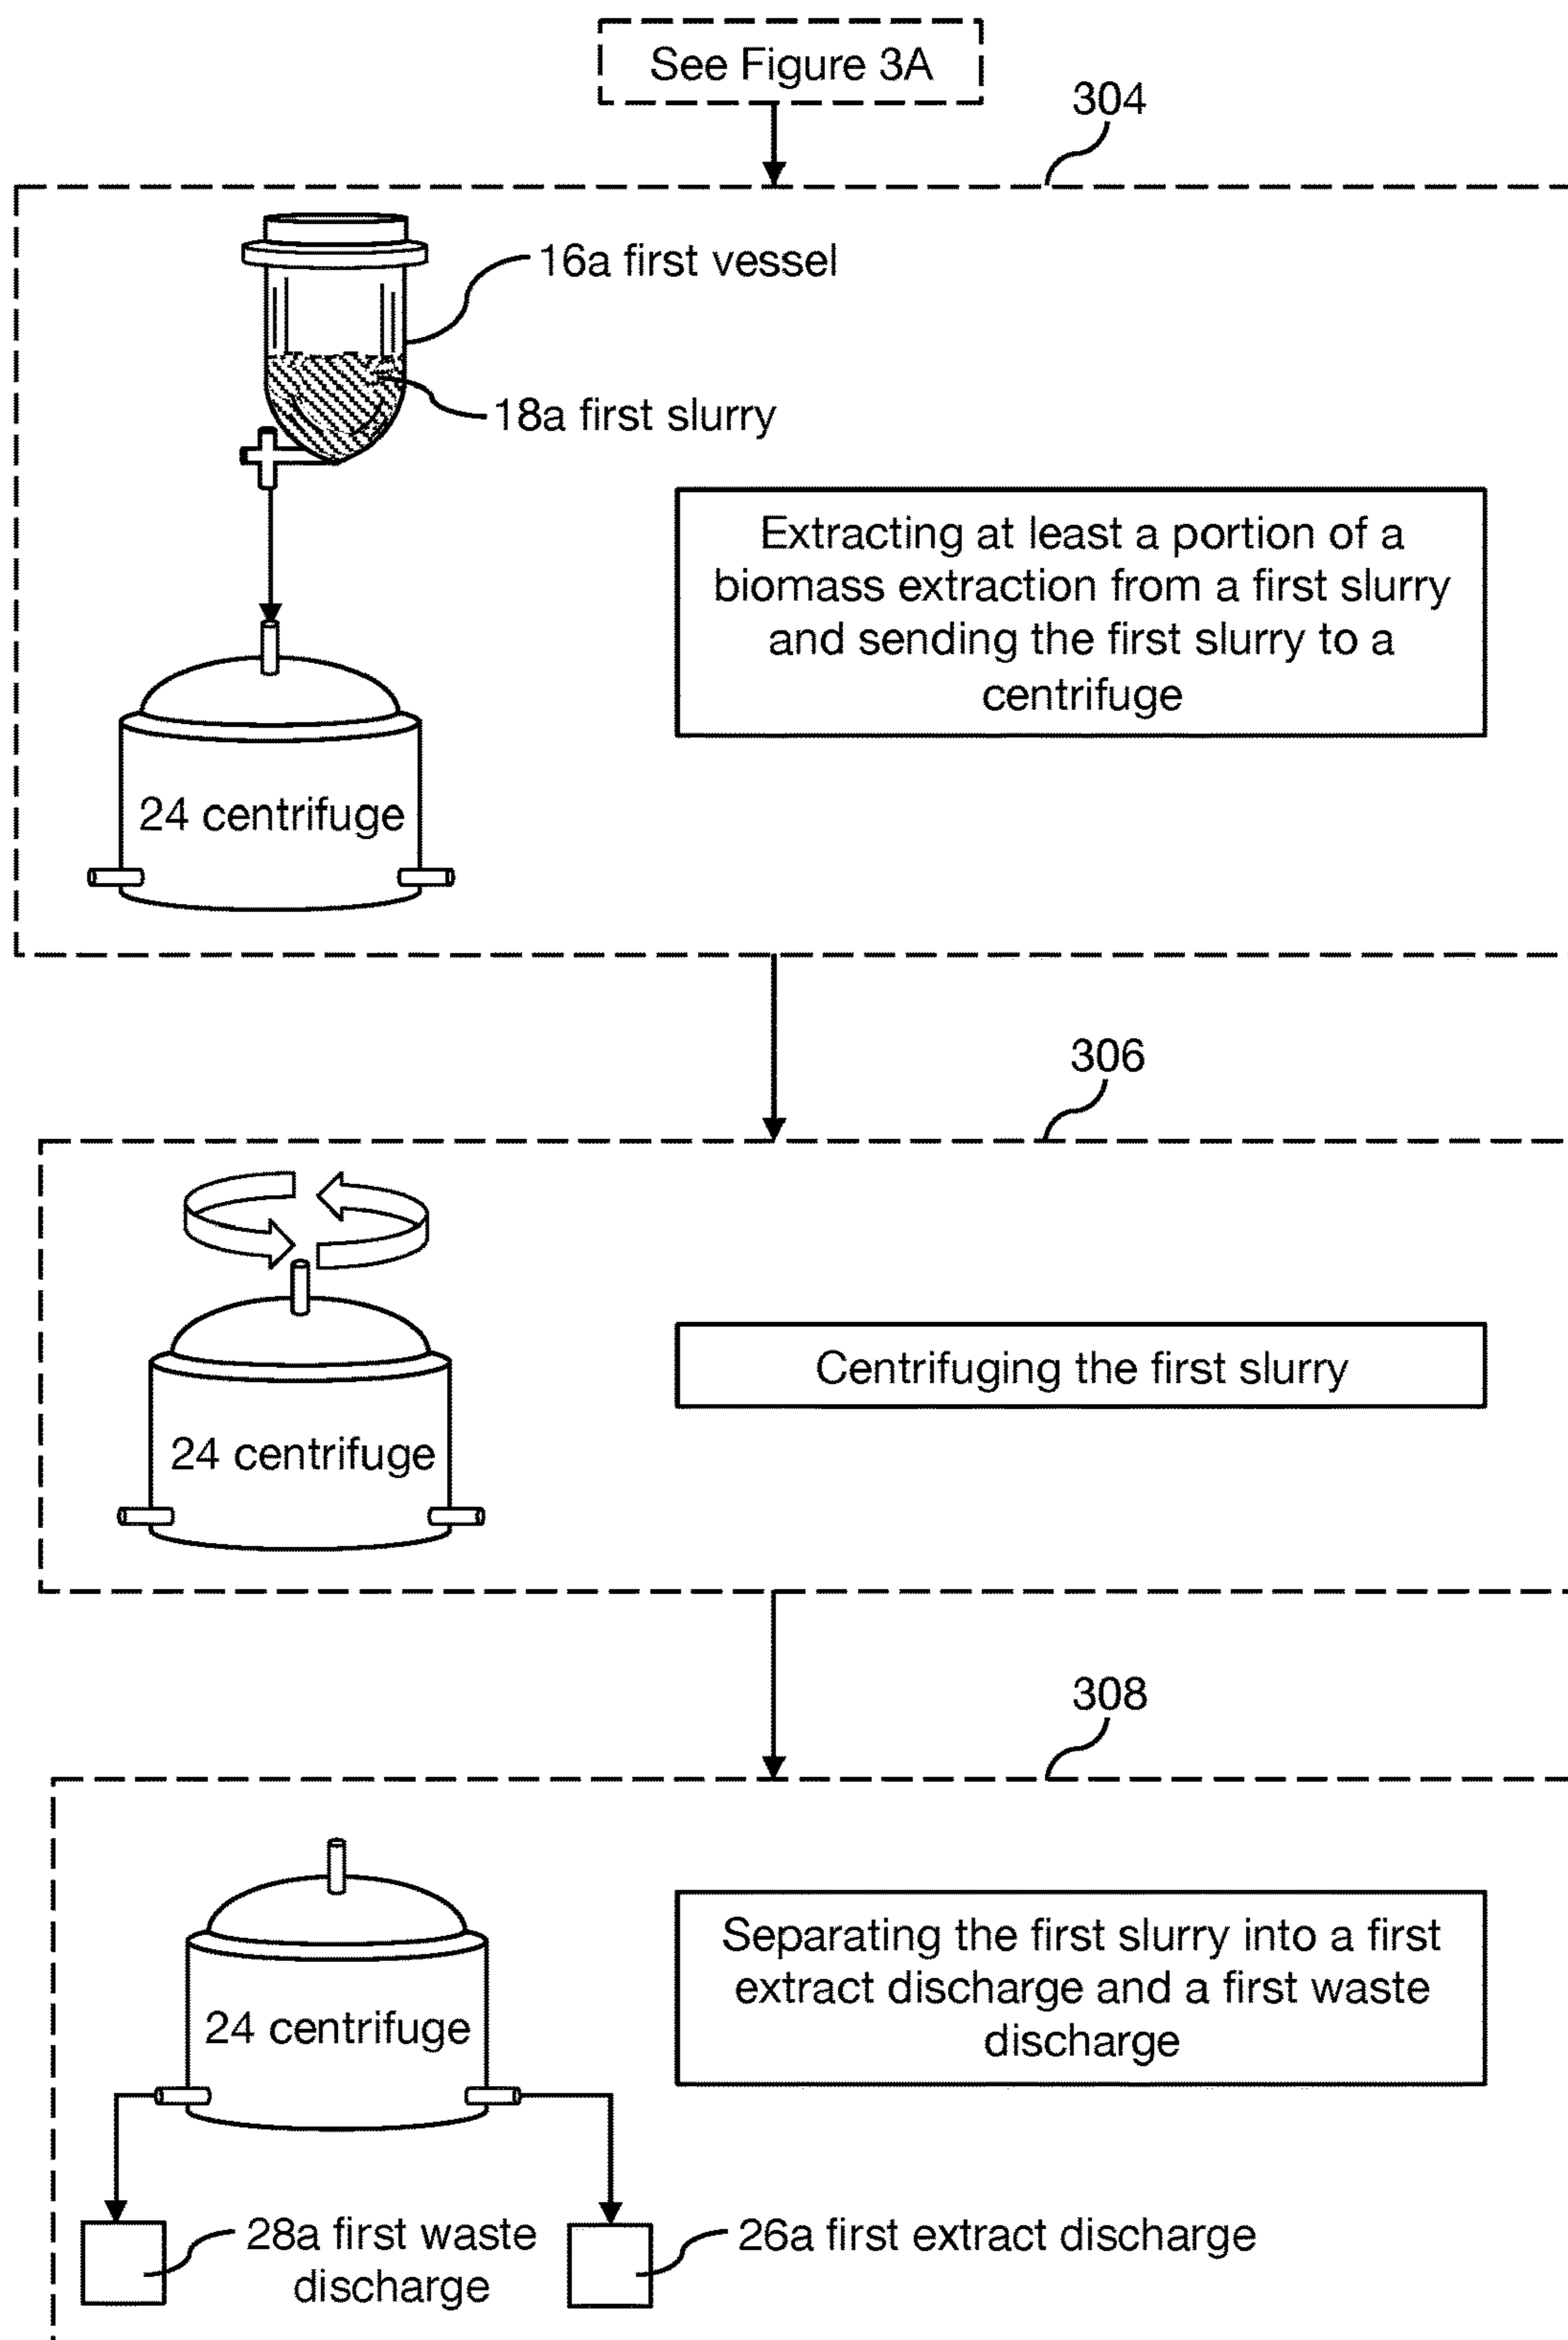 See Figure 3A
304
16a first vessel
18a first slurry
Extracting at least a portion of a
biomass extraction from a first slurry
and sending the first slurry to a
centrifuge
24 centrifuge
306
Centrifuging the first slurry
24 centrifuge
308
Separating the first slurry into a first
extract discharge and a first waste
discharge
24 centrifuge
28a first waste
discharge
26a first extract discharge